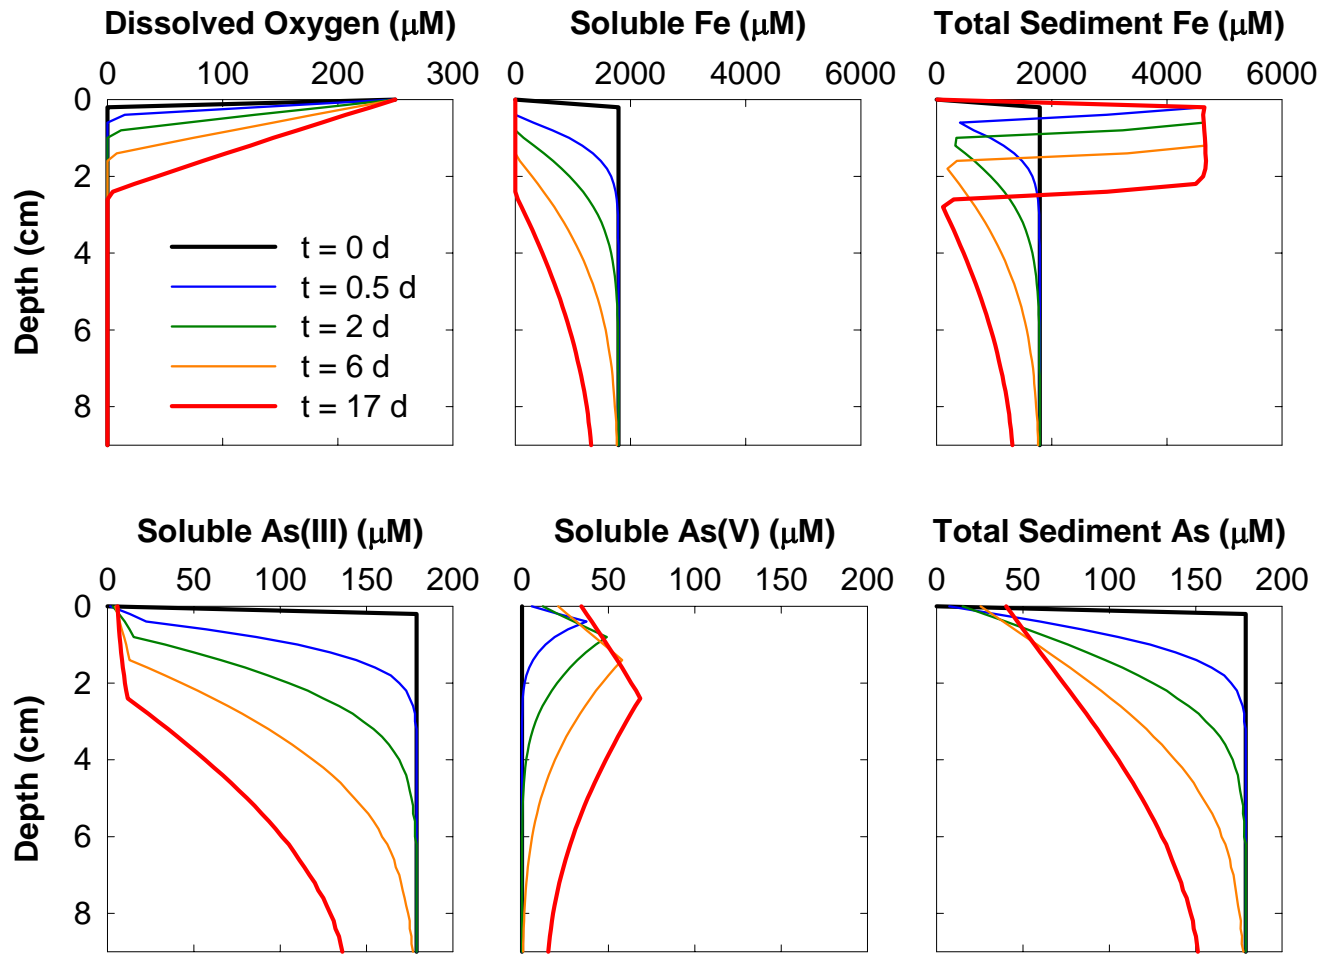 Dissolved Oxygen (μM) Soluble Fe (μM) Total Sediment Fe (μM)
0 100 200 300 0 2000 4000 6000 0 2000 4000 6000
0
2
4
6
8
Depth (cm)
t = 0 d
t = 0.5 d
t = 2 d
t = 6 d
t = 17 d
Soluble As(III) (μM) Soluble As(V) (μM) Total Sediment As (μM)
0 50 100 150 200 0 50 100 150 200 0 50 100 150 200
0
2
4
6
8
Depth (cm)